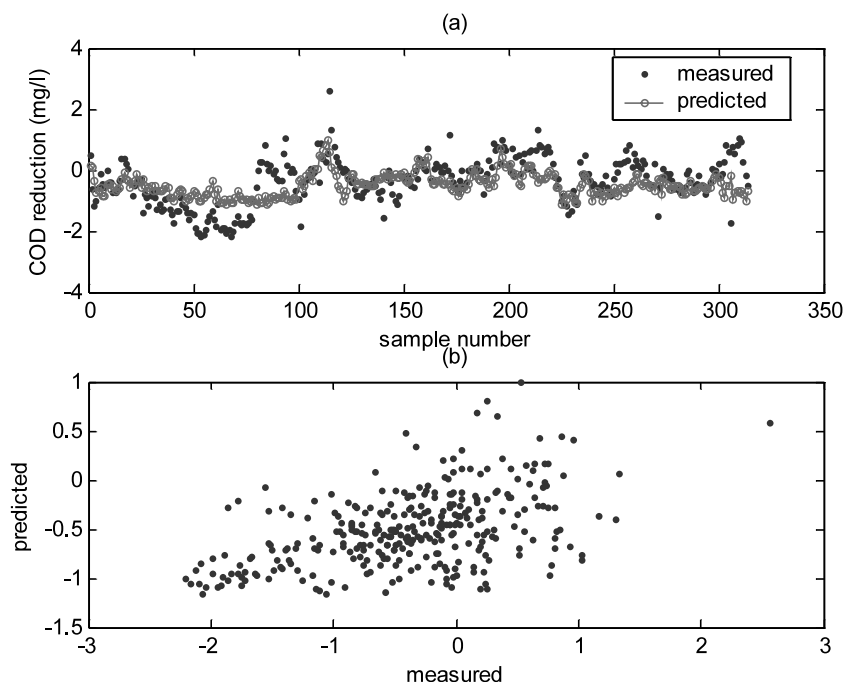 (a)
4
2
0
-2
-4
COD reduction (mg/l)
measured
predicted
0 50 100 150 200 250 300 350
sample number
(b)
1
0.5
0
-0.5
-1
-1.5
predicted
-3 -2 -1 0 1 2 3
measured